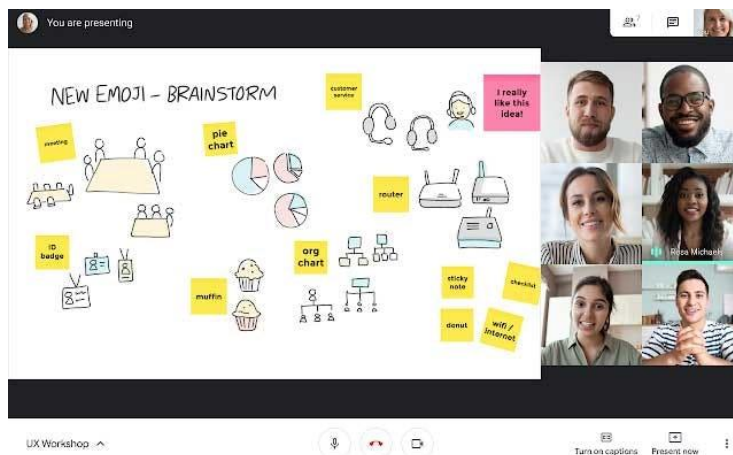 You are presenting
7
NEW EMOJI – BRAINSTORM
customer
service
I really
like this
idea!
meeting
pie
chart
router
ID
badge
org
chart
muffin
sticky
note
checklist
donut
wifi /
internet
Rosa Michaels
UX Workshop
Turn on captions
Present now